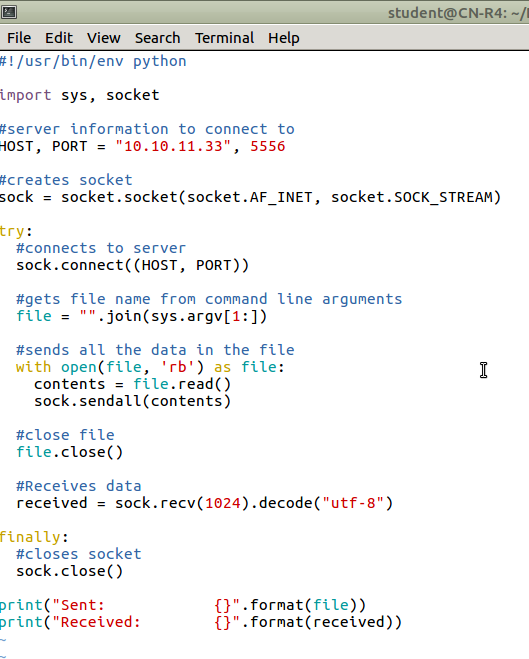 student@CN-R4: ~/
File Edit View Search Terminal Help
#!/usr/bin/env python
import sys, socket
#server information to connect to
HOST, PORT = "10.10.11.33", 5556
#creates socket
sock = socket.socket(socket.AF_INET, socket.SOCK_STREAM)
try:
  #connects to server
  sock.connect((HOST, PORT))
  #gets file name from command line arguments
  file = "".join(sys.argv[1:])
  #sends all the data in the file
  with open(file, 'rb') as file:
    contents = file.read()
    sock.sendall(contents)
  #close file
  file.close()
  #Receives data
  received = sock.recv(1024).decode("utf-8")
finally:
  #closes socket
  sock.close()
print("Sent:            {}".format(file))
print("Received:        {}".format(received))
~
~